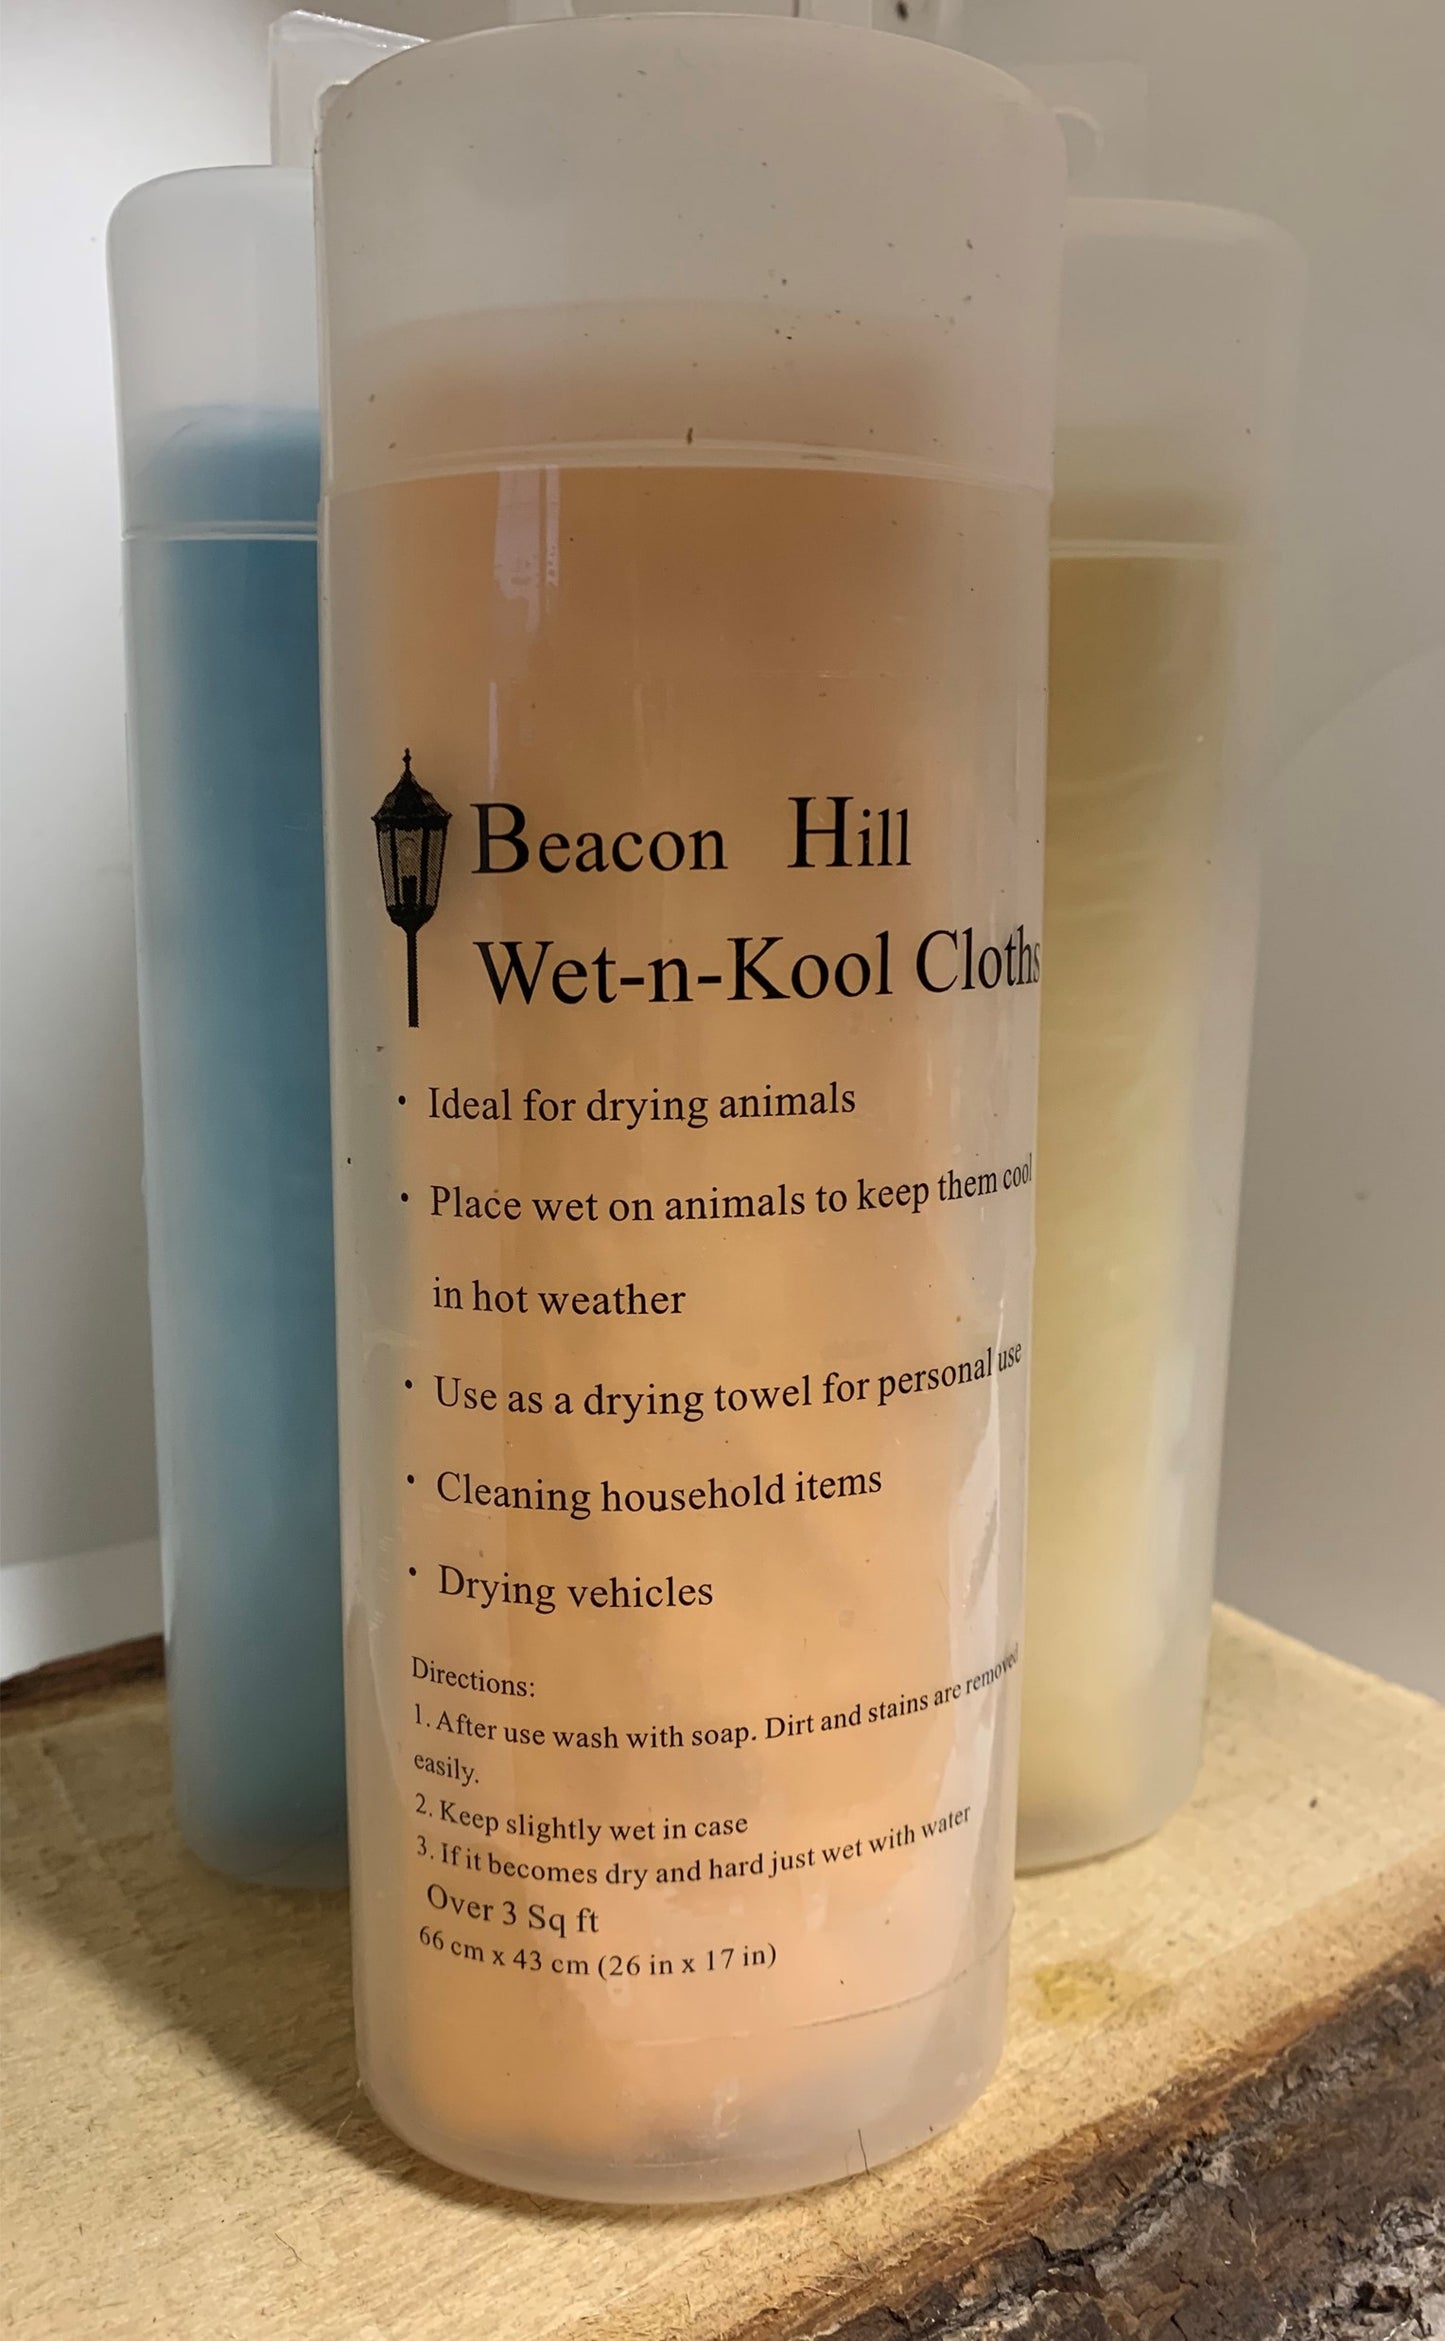 Beacon Hill
Wet-n-Kool Cloths
• Ideal for drying animals
• Place wet on animals to keep them cool
in hot weather
• Use as a drying towel for personal use
• Cleaning household items
• Drying vehicles
Directions:
1. After use wash with soap. Dirt and stains are removed
easily.
2. Keep slightly wet in case
3. If it becomes dry and hard just wet with water
Over 3 Sq ft
66 cm x 43 cm (26 in x 17 in)